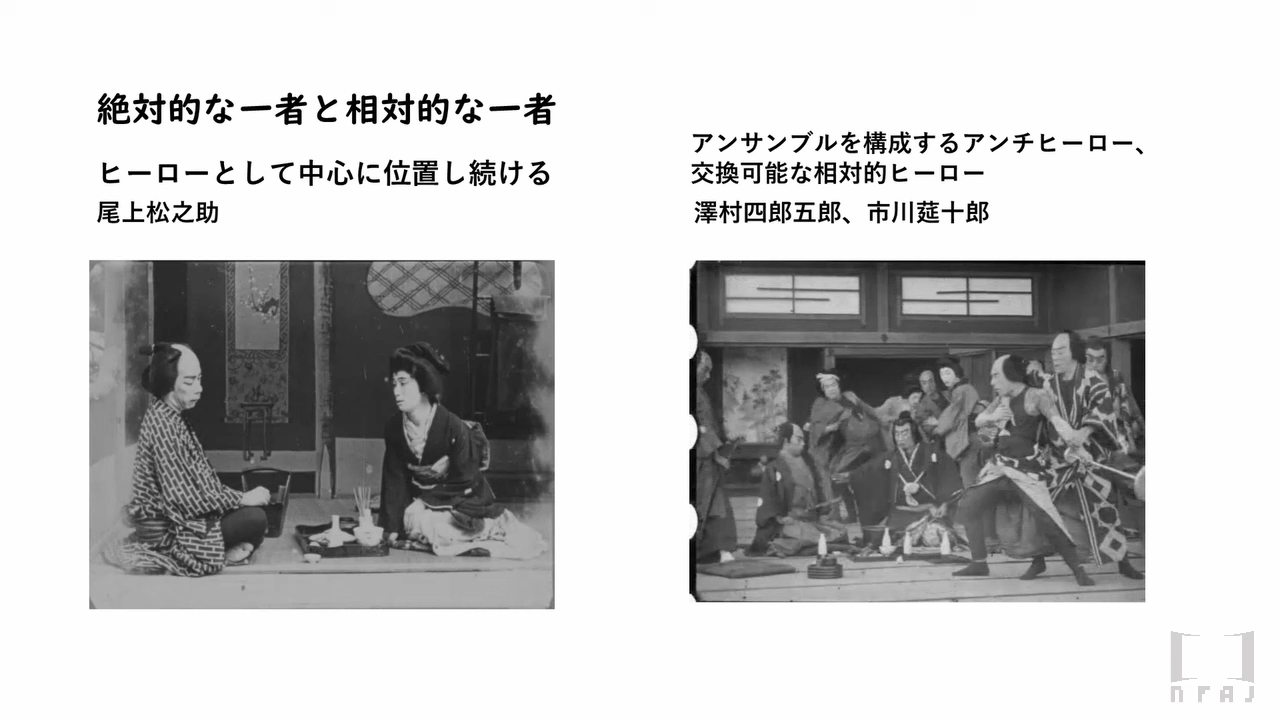 絶対的な一者と相対的な一者
ヒーローとして中心に位置し続ける
尾上松之助
アンサンブルを構成するアンチヒーロー、
交換可能な相対的ヒーロー
澤村四郎五郎、市川莚十郎
NFAJ